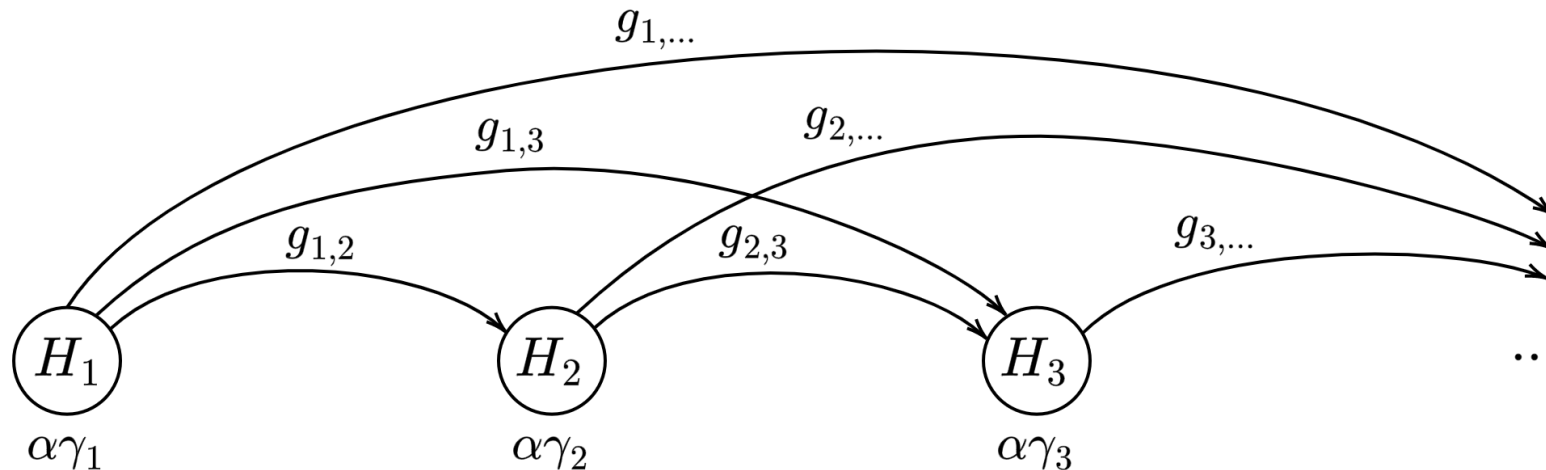 g_{1,...}
g_{1,3} g_{2,...}
g_{1,2} g_{2,3} g_{3,...}
H_1 H_2 H_3 ..
αγ_1 αγ_2 αγ_3